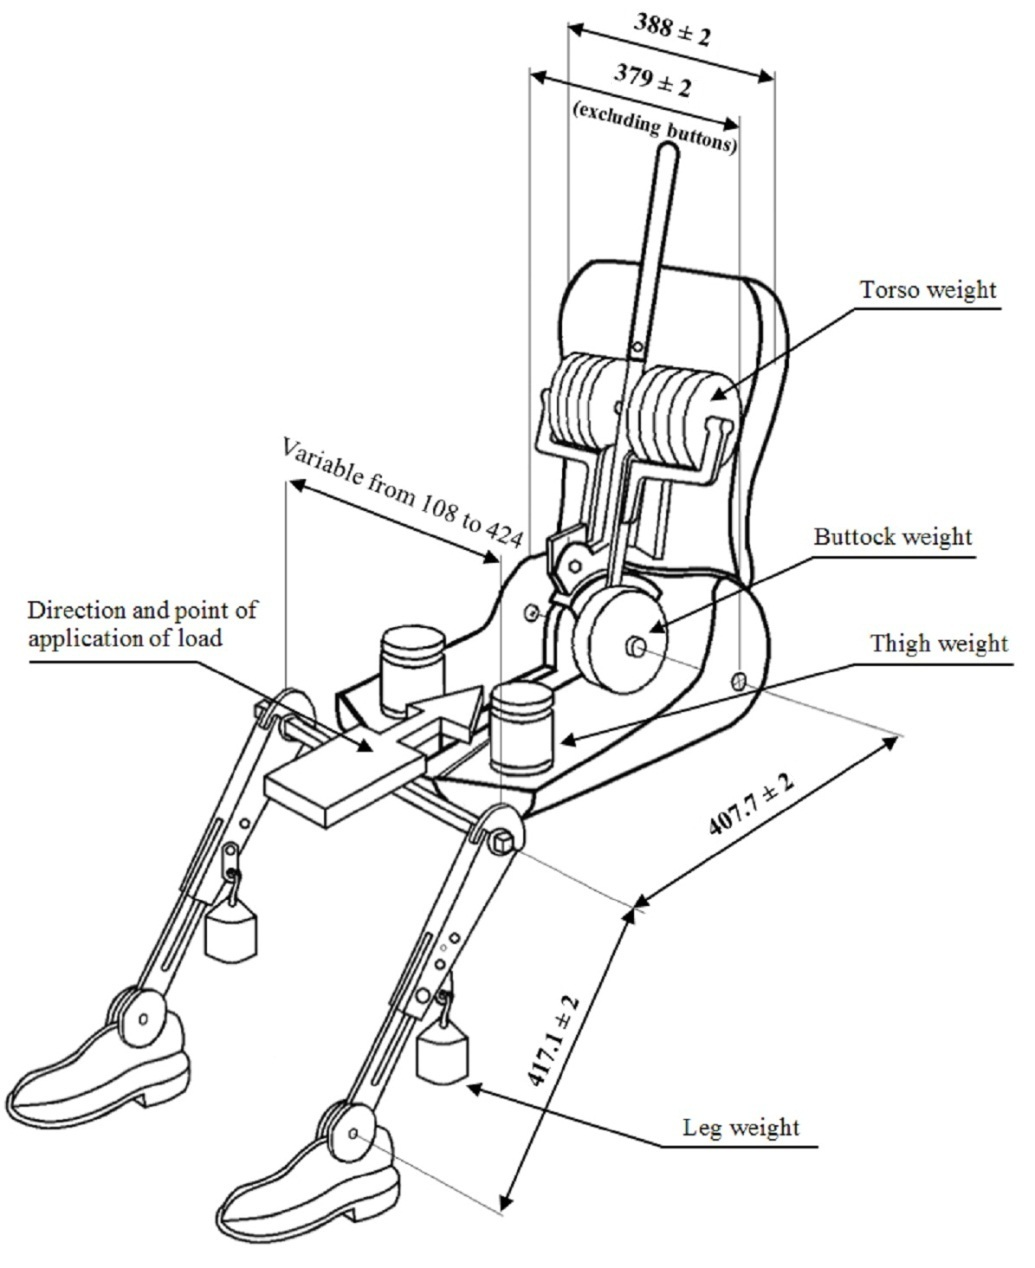 388 ± 2
379 ± 2
(excluding buttons)
Torso weight
Variable from 108 to 424
Buttock weight
Direction and point of
application of load
Thigh weight
407.7 ± 2
417.1 ± 2
Leg weight